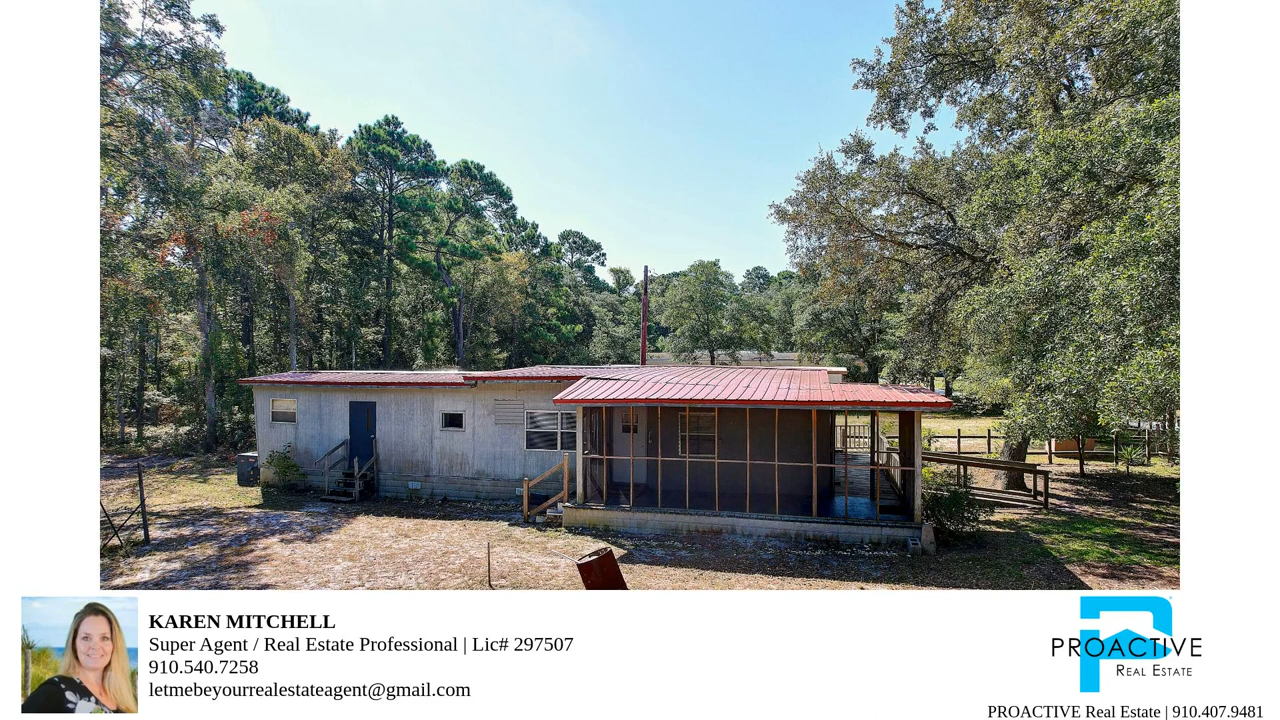 KAREN MITCHELL
Super Agent / Real Estate Professional | Lic# 297507
910.540.7258
letmebeyourrealestateagent@gmail.com
PROACTIVE
REAL ESTATE
PROACTIVE Real Estate | 910.407.9481